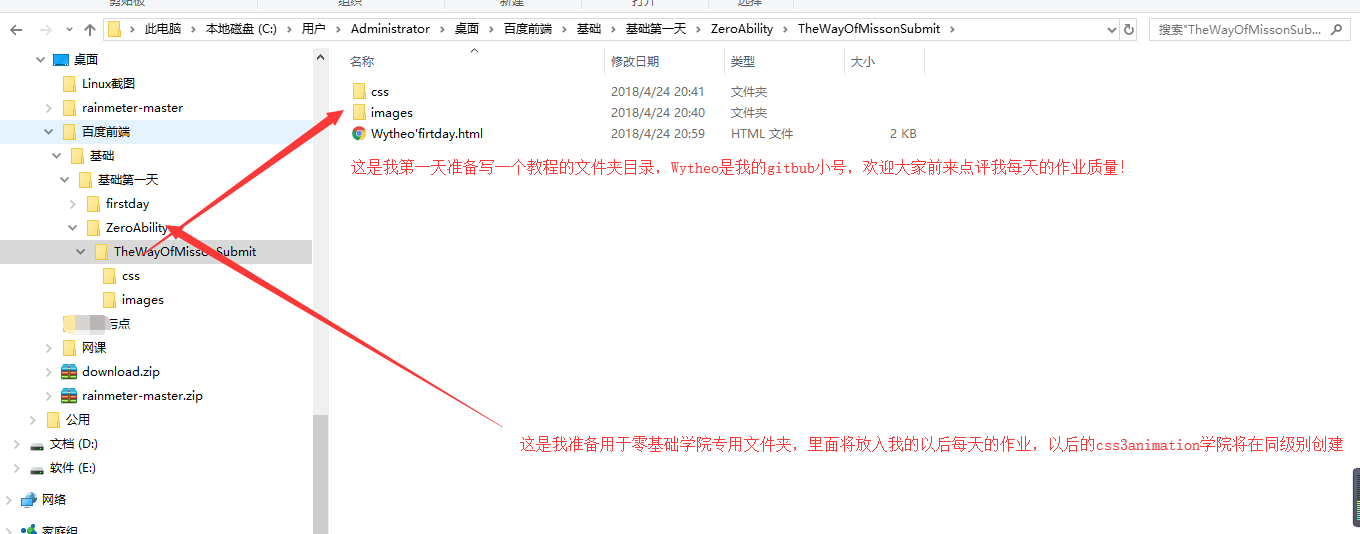 剪贴板 组织 新建 打开 选择
此电脑 本地磁盘 (C:) 用户 Administrator 桌面 百度前端 基础 基础第一天 ZeroAbility TheWayOfMissonSubmit 搜索"TheWayOfMissonSub...
桌面
Linux截图
rainmeter-master
百度前端
基础
基础第一天
firstday
ZeroAbility
TheWayOfMissonSubmit
css
images
网课
download.zip
rainmeter-master.zip
公用
文档 (D:)
软件 (E:)
网络
家庭组
名称 修改日期 类型 大小
css 2018/4/24 20:41 文件夹
images 2018/4/24 20:40 文件夹
Wytheo'firtday.html 2018/4/24 20:59 HTML 文件 2 KB
这是我第一天准备写一个教程的文件夹目录，Wytheo是我的gitbub小号，欢迎大家前来点评我每天的作业质量！
这是我准备用于零基础学院专用文件夹，里面将放入我的以后每天的作业，以后的css3animation学院将在同级别创建